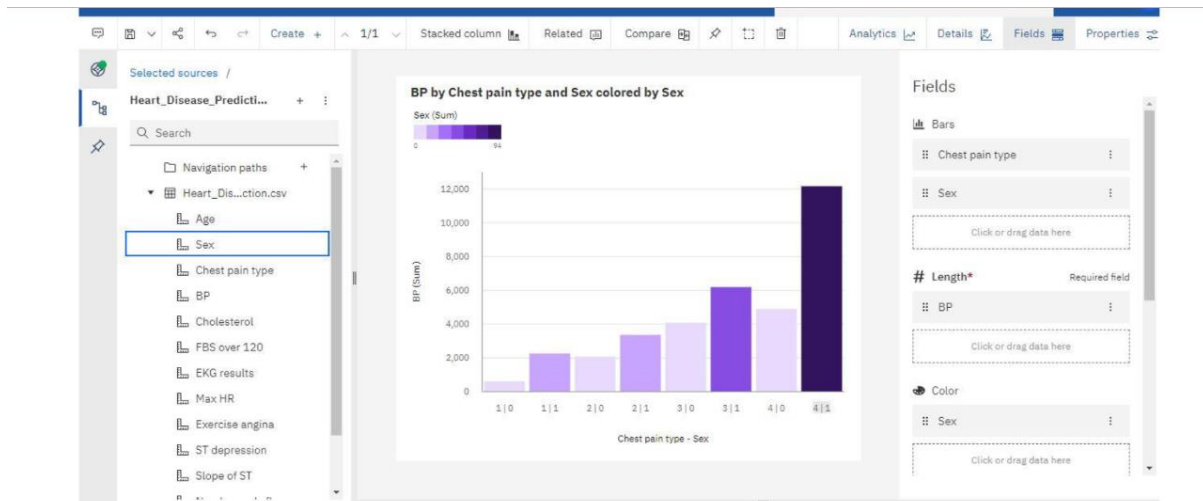 Create +
1/1
Stacked column
Related
Compare
Analytics
Details
Fields
Properties
Selected sources /
Heart_Disease_Predicti...
Search
Navigation paths +
Heart_Dis...ction.csv
Age
Sex
Chest pain type
BP
Cholesterol
FBS over 120
EKG results
Max HR
Exercise angina
ST depression
Slope of ST
BP by Chest pain type and Sex colored by Sex
Sex (Sum)
0 94
12,000
10,000
8,000
6,000
4,000
2,000
0
BP (Sum)
1|0 1|1 2|0 2|1 3|0 3|1 4|0 4|1
Chest pain type - Sex
Fields
Bars
Chest pain type
Sex
Click or drag data here
# Length* Required field
BP
Click or drag data here
Color
Sex
Click or drag data here